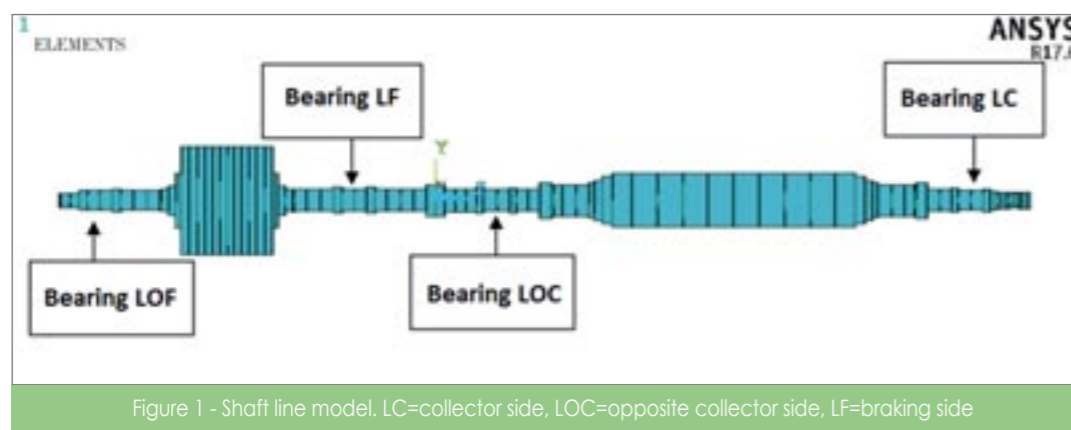 1
ELEMENTS
ANSYS
R17.
Bearing LF
Bearing LC
Y
Bearing LOF
Bearing LOC
Figure 1 - Shaft line model. LC=collector side, LOC=opposite collector side, LF=braking side